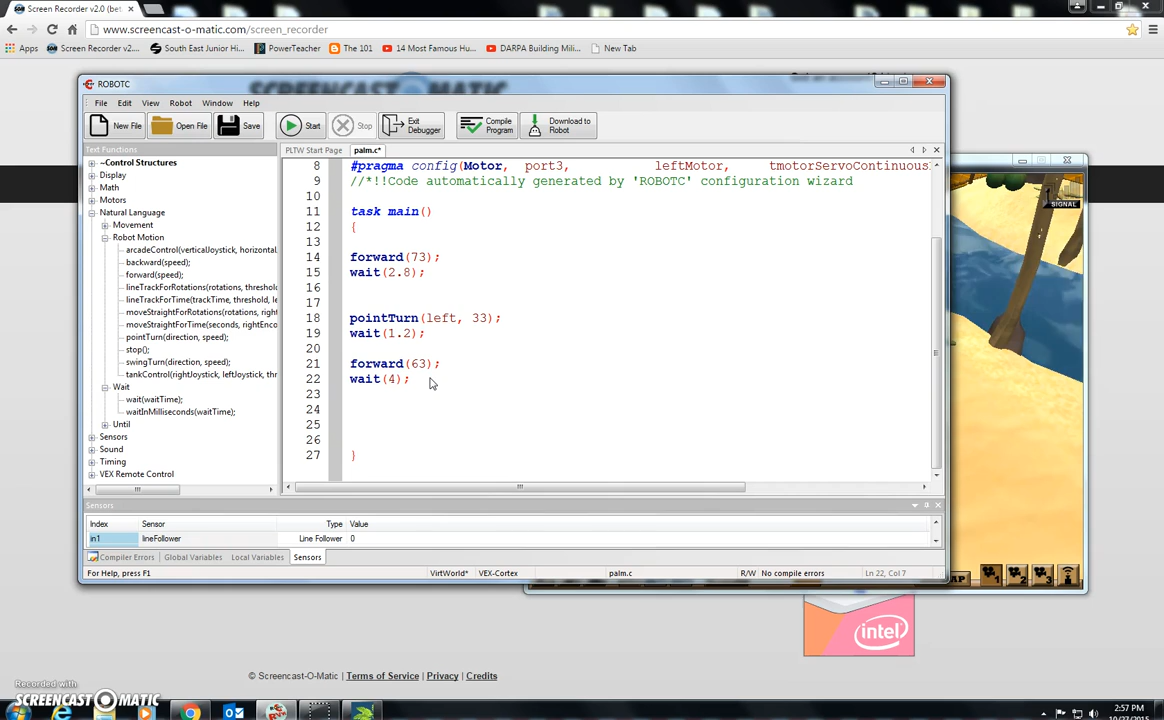 Screen Recorder v2.0 (bet
www.screencast-o-matic.com/screen_recorder
Apps Screen Recorder v2.... South East Junior Hi... PowerTeacher The 101 14 Most Famous Hu... DARPA Building Mili... New Tab
SCREENCAST-O-MATIC
ROBOTC
File Edit View Robot Window Help
New File Open File Save Start Stop Exit Debugger Compile Program Download to Robot
Text Functions
PLTW Start Page palm.c*
~Control Structures
Display
Math
Motors
Natural Language
Movement
Robot Motion
arcadeControl(verticalJoystick, horizonta
backward(speed);
forward(speed);
lineTrackForRotations(rotations, threshold
lineTrackForTime(trackTime, threshold, le
moveStraightForRotations(rotations, right
moveStraightForTime(seconds, rightEncod
pointTurn(direction, speed);
stop();
swingTurn(direction, speed);
tankControl(rightJoystick, leftJoystick, thr
Wait
wait(waitTime);
waitInMilliseconds(waitTime);
Until
Sensors
Sound
Timing
VEX Remote Control
8 #pragma config(Motor, port3, leftMotor, tmotorServoContinuousR
9 //*!!Code automatically generated by 'ROBOTC' configuration wizard
10
11 task main()
12 {
13
14 forward(73);
15 wait(2.8);
16
17
18 pointTurn(left, 33);
19 wait(1.2);
20
21 forward(63);
22 wait(4);
23
24
25
26
27 }
SIGNAL
Sensors
Index Sensor Type Value
in1 lineFollower Line Follower 0
Compiler Errors Global Variables Local Variables Sensors
For Help, press F1 VirtWorld* VEX-Cortex palm.c R/W No compile errors Ln 22, Col 7
1 2 3
intel
© Screencast-O-Matic Terms of Service Privacy Credits
Recorded with
SCREENCAST-O-MATIC
2:57 PM
10/27/2015